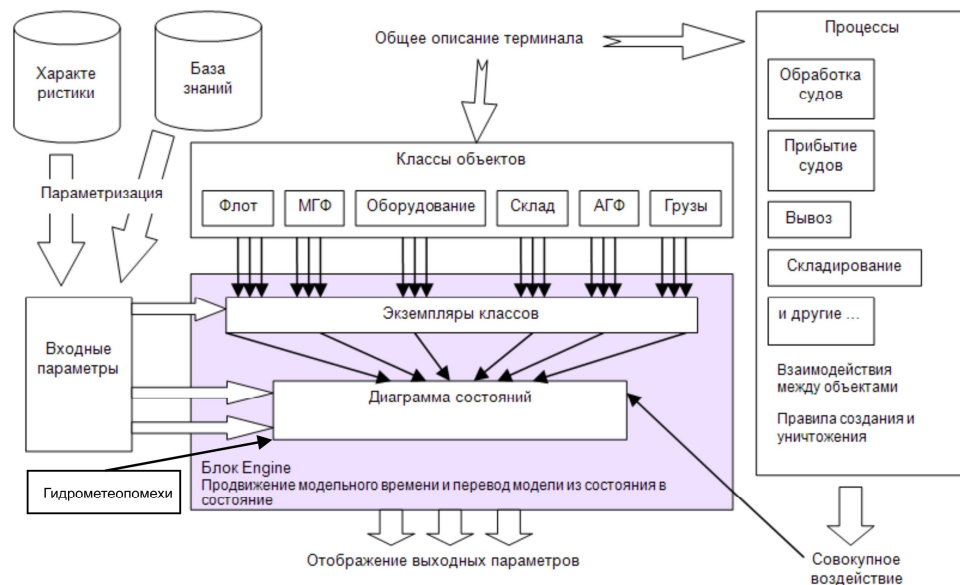 Общее описание терминала
Характе
ристики
База
знаний
Параметризация
Классы объектов
Флот
МГФ
Оборудование
Склад
АГФ
Грузы
Экземпляры классов
Входные
параметры
Диаграмма состояний
Гидрометеопомехи
Блок Engine
Продвижение модельного времени и перевод модели из состояния в
состояние
Отображение выходных параметров
Процессы
Обработка
судов
Прибытие
судов
Вывоз
Складирование
и другие ...
Взаимодействия
между объектами
Правила создания и
уничтожения
Совокупное
воздействие